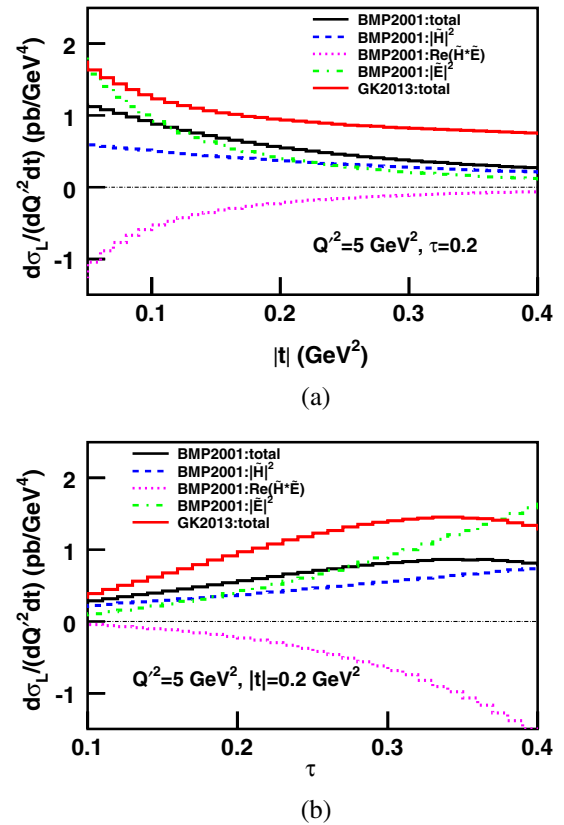 BMP2001:total
BMP2001:|H̃|²
BMP2001:Re(H̃*Ẽ)
BMP2001:|Ẽ|²
GK2013:total
dσ_L/(dQ'²dt) (pb/GeV⁴)
2
1
0
-1
Q'²=5 GeV², τ=0.2
0.1 0.2 0.3 0.4
|t| (GeV²)
(a)
BMP2001:total
BMP2001:|H̃|²
BMP2001:Re(H̃*Ẽ)
BMP2001:|Ẽ|²
GK2013:total
dσ_L/(dQ'²dt) (pb/GeV⁴)
2
1
0
-1
Q'²=5 GeV², |t|=0.2 GeV²
0.1 0.2 0.3 0.4
τ
(b)